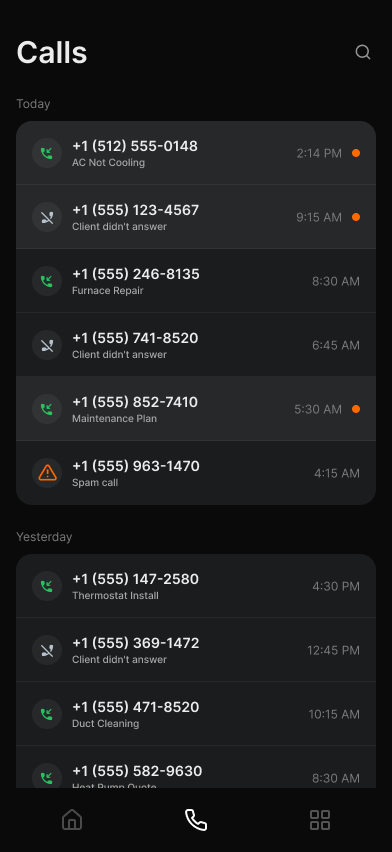 Calls
Today
+1 (512) 555-0148
AC Not Cooling
2:14 PM
+1 (555) 123-4567
Client didn't answer
9:15 AM
+1 (555) 246-8135
Furnace Repair
8:30 AM
+1 (555) 741-8520
Client didn't answer
6:45 AM
+1 (555) 852-7410
Maintenance Plan
5:30 AM
+1 (555) 963-1470
Spam call
4:15 AM
Yesterday
+1 (555) 147-2580
Thermostat Install
4:30 PM
+1 (555) 369-1472
Client didn't answer
12:45 PM
+1 (555) 471-8520
Duct Cleaning
10:15 AM
+1 (555) 582-9630
Heat Pump Quote
8:30 AM